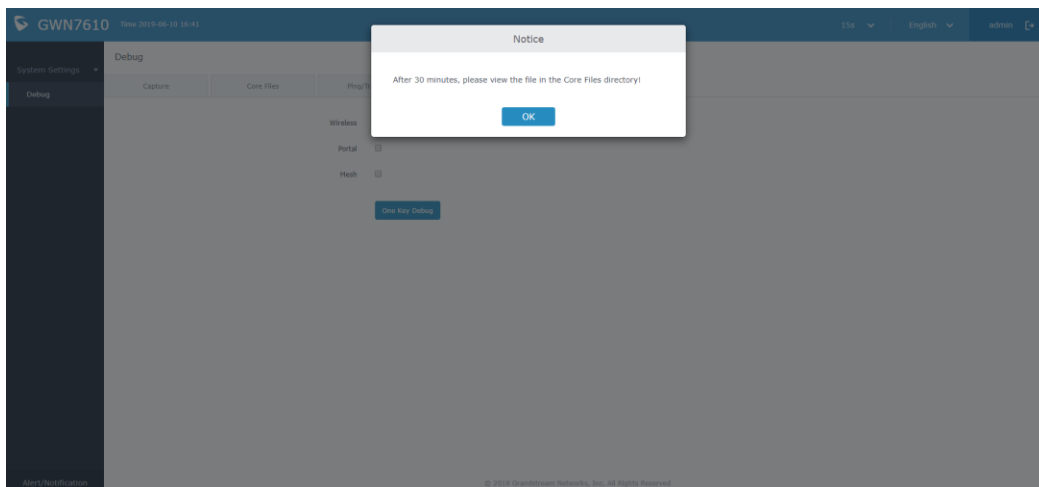 GWN7610 Time 2019-06-10 16:41
15s English admin
Notice
After 30 minutes, please view the file in the Core Files directory!
OK
System Settings
Debug
Debug
Capture Core Files Ping/T
Wireless
Portal
Mesh
One Key Debug
Alert/Notification
© 2018 Grandstream Networks, Inc. All Rights Reserved